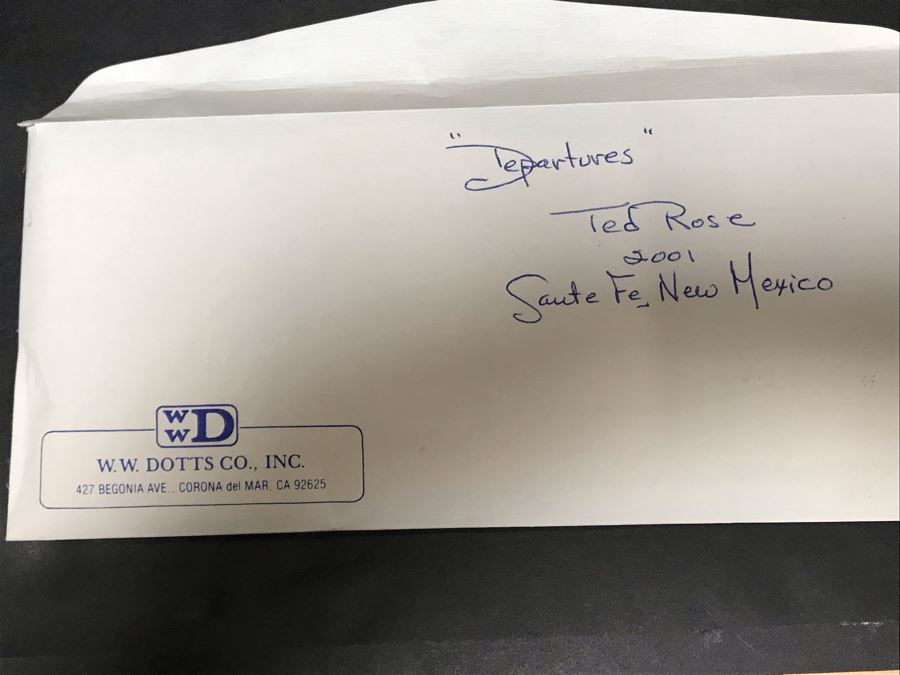 "Departures"
Ted Rose
2001
Sante Fe, New Mexico
WWD
W.W. DOTTS CO., INC.
427 BEGONIA AVE., CORONA del MAR, CA 92625